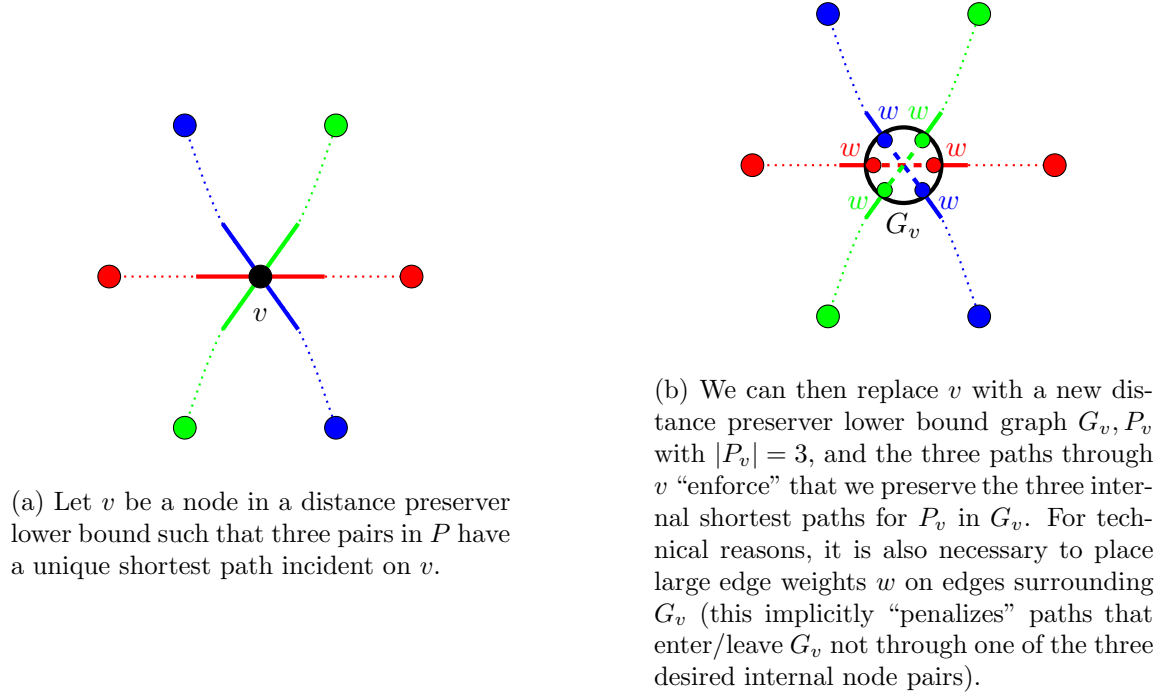 v
(a) Let v be a node in a distance preserver
lower bound such that three pairs in P have
a unique shortest path incident on v.
w w
w w
w w
G_v
(b) We can then replace v with a new dis-
tance preserver lower bound graph G_v, P_v
with |P_v| = 3, and the three paths through
v “enforce” that we preserve the three inter-
nal shortest paths for P_v in G_v. For tech-
nical reasons, it is also necessary to place
large edge weights w on edges surrounding
G_v (this implicitly “penalizes” paths that
enter/leave G_v not through one of the three
desired internal node pairs).